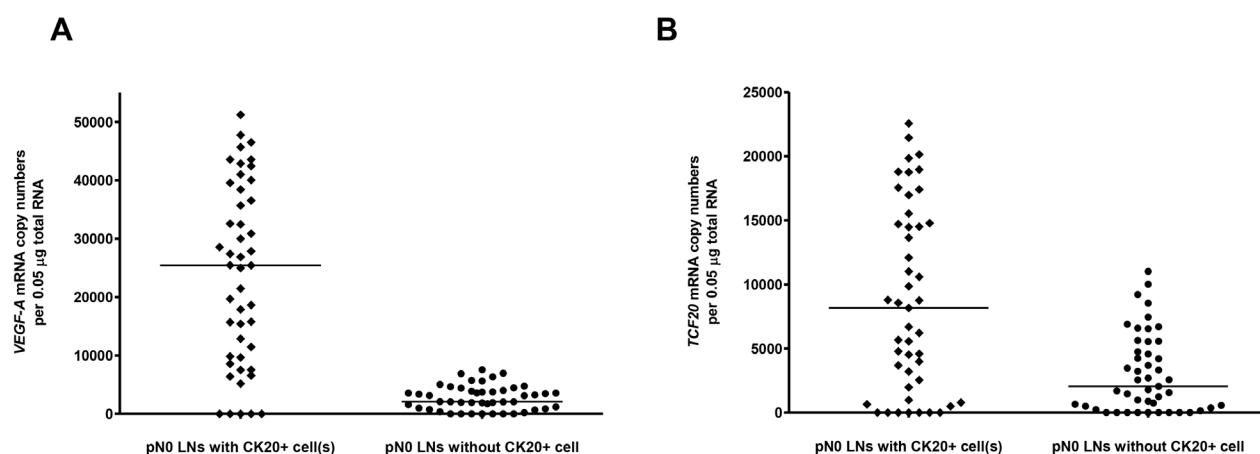 A
B
VEGF-A mRNA copy numbers
per 0.05 µg total RNA
50000
40000
30000
20000
10000
0
pN0 LNs with CK20+ cell(s)
pN0 LNs without CK20+ cell
TCF20 mRNA copy numbers
per 0.05 µg total RNA
25000
20000
15000
10000
5000
0
pN0 LNs with CK20+ cell(s)
pN0 LNs without CK20+ cell